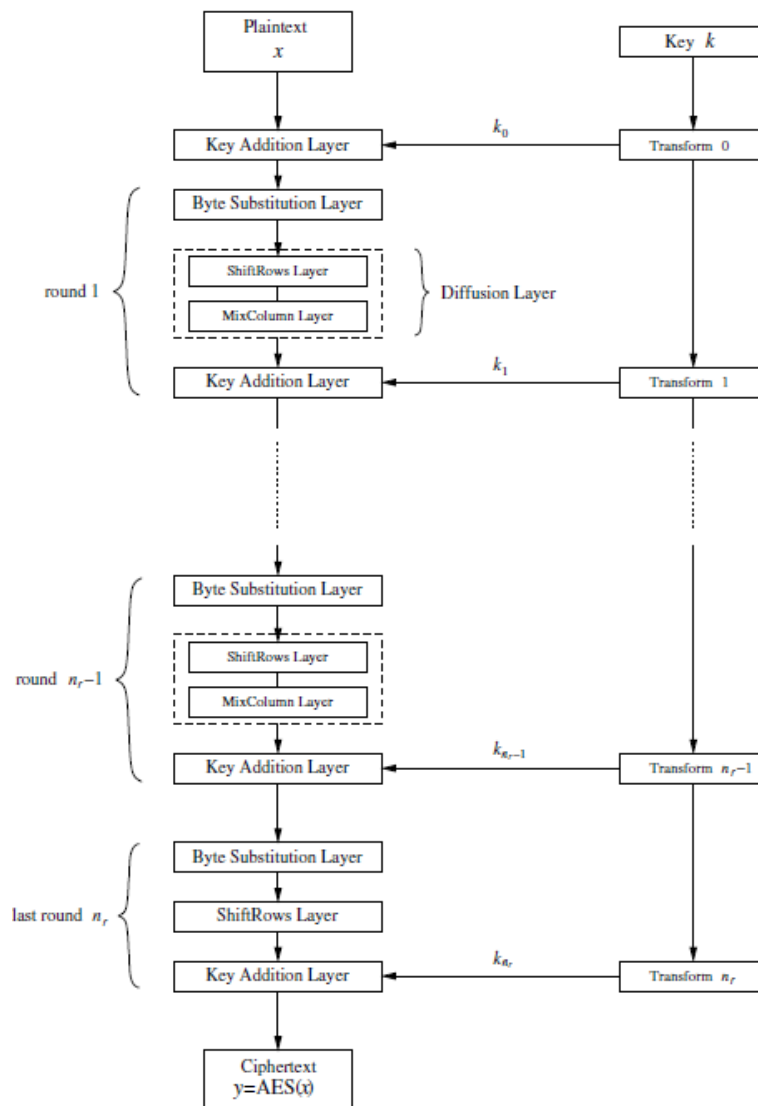 Plaintext
x
Key k
Key Addition Layer
k₀
Transform 0
round 1
Byte Substitution Layer
ShiftRows Layer
MixColumn Layer
Diffusion Layer
Key Addition Layer
k₁
Transform 1
round nᵣ−1
Byte Substitution Layer
ShiftRows Layer
MixColumn Layer
Key Addition Layer
kₙᵣ₋₁
Transform nᵣ−1
last round nᵣ
Byte Substitution Layer
ShiftRows Layer
Key Addition Layer
kₙᵣ
Transform nᵣ
Ciphertext
y=AES(x)